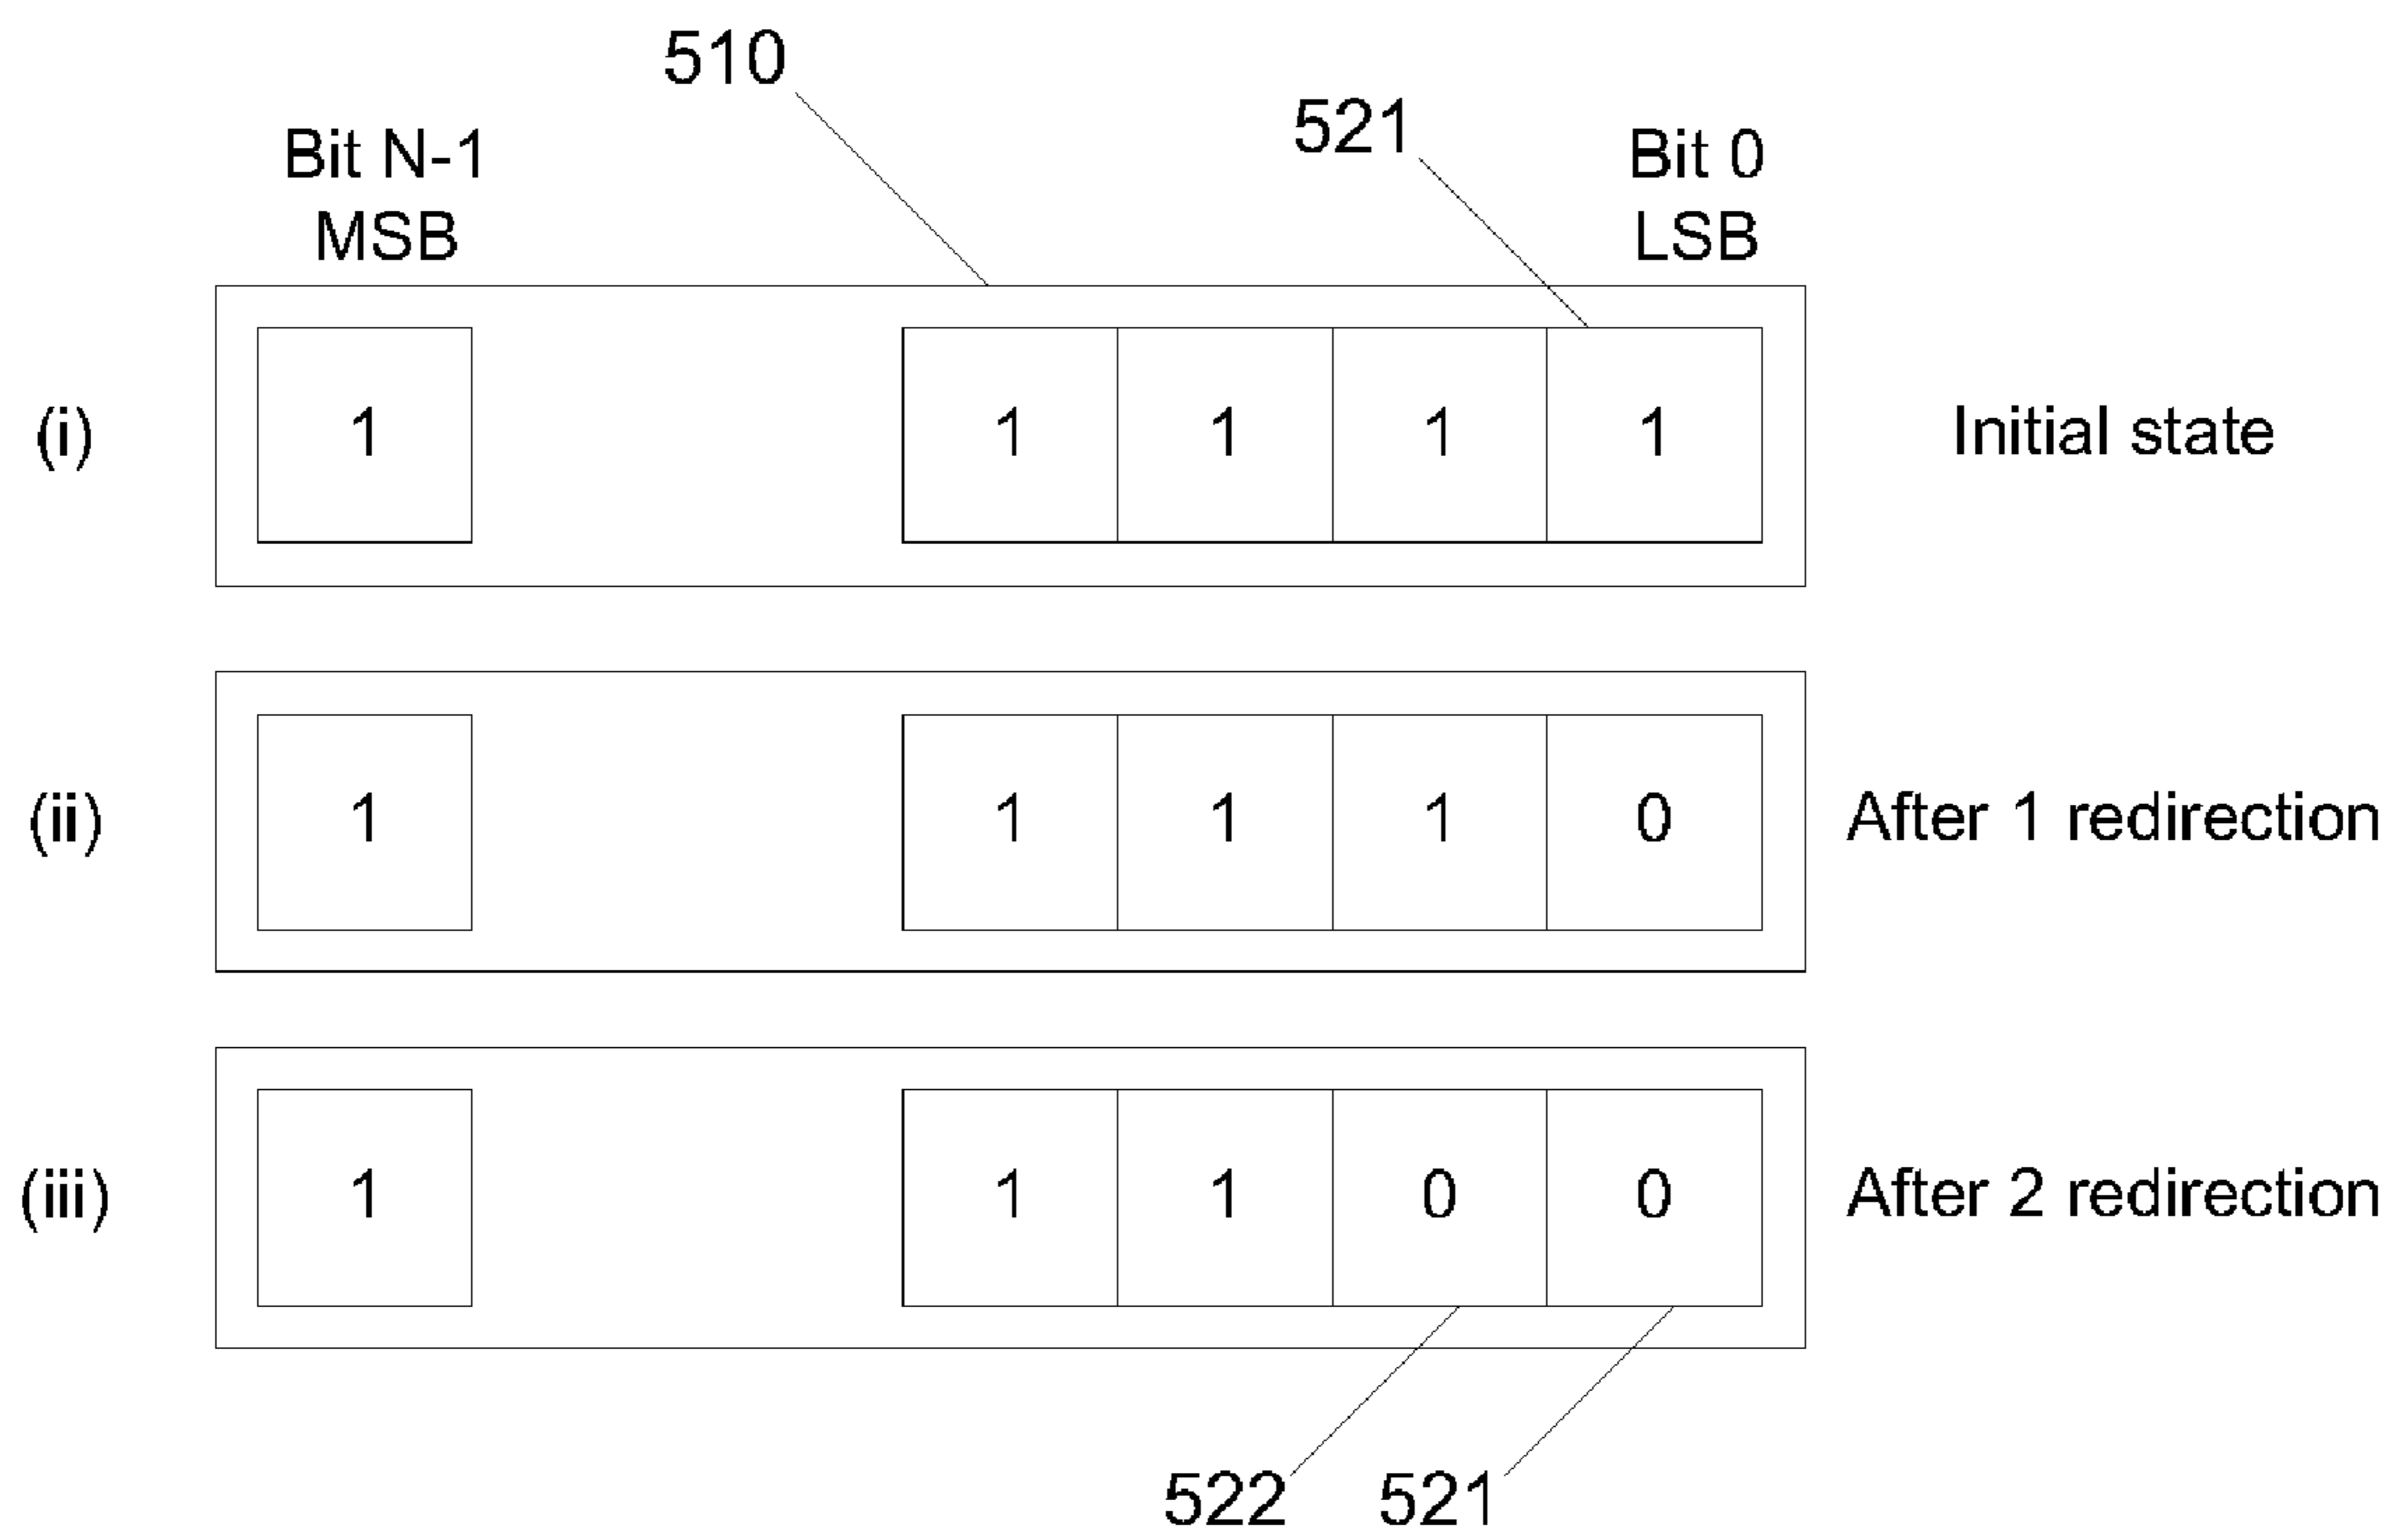 510
521
Bit N-1
MSB
Bit 0
LSB
(i) 1 1 1 1 1 Initial state
(ii) 1 1 1 1 0 After 1 redirection
(iii) 1 1 1 0 0 After 2 redirection
522 521